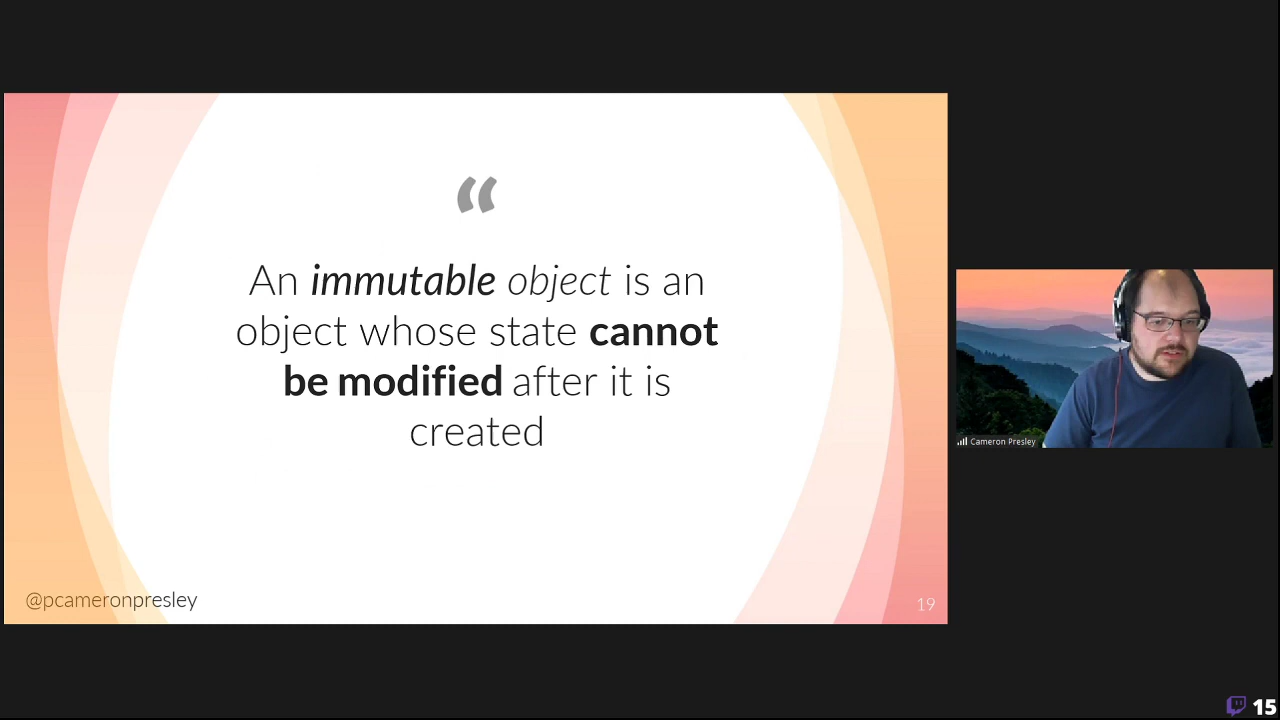 “
An immutable object is an
object whose state cannot
be modified after it is
created
@pcameronpresley
19
Cameron Presley
15